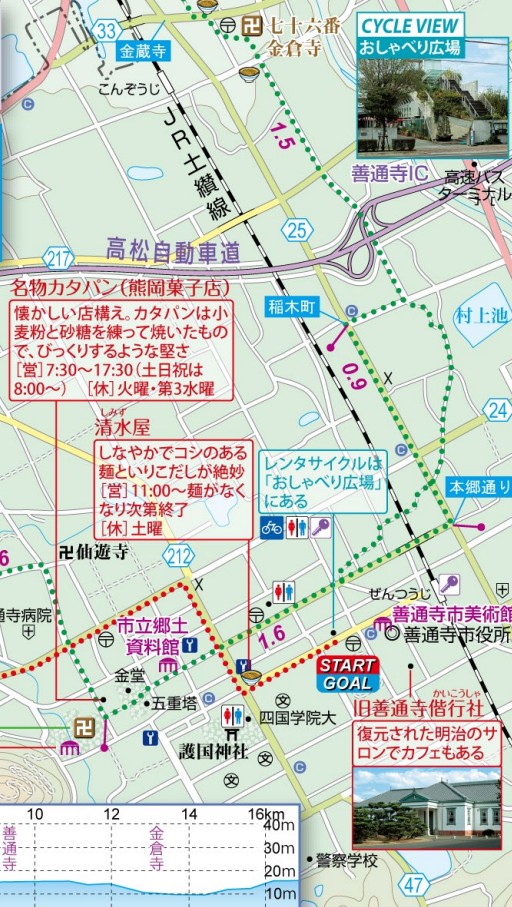 33
金蔵寺
七十六番
金倉寺
CYCLE VIEW
おしゃべり広場
こんぞうじ
JR土讃線
1.5
善通寺IC
高速バス
ターミナル
25
217
高松自動車道
名物カタパン(熊岡菓子店)
懐かしい店構え。カタパンは小
麦粉と砂糖を練って焼いたもの
で、びっくりするような堅さ
[営]7:30～17:30(土日祝は
8:00～) [休]火曜・第3水曜
稲木町
村上池
0.9
24
しみず
清水屋
しなやかでコシのある
麺といりこだしが絶妙
[営]11:00～麺がなく
なり次第終了
[休]土曜
レンタサイクルは
「おしゃべり広場」
にある
本郷通り
卍仙遊寺
212
6
通寺病院
ぜんつうじ
善通寺市美術館
善通寺市役所
市立郷土
資料館
1.6
START
GOAL
金堂
五重塔
四国学院大
護国神社
かいこうしゃ
旧善通寺偕行社
復元された明治のサ
ロンでカフェもある
10
12
14
16km
善通寺
金倉寺
40m
30m
20m
10m
警察学校
47